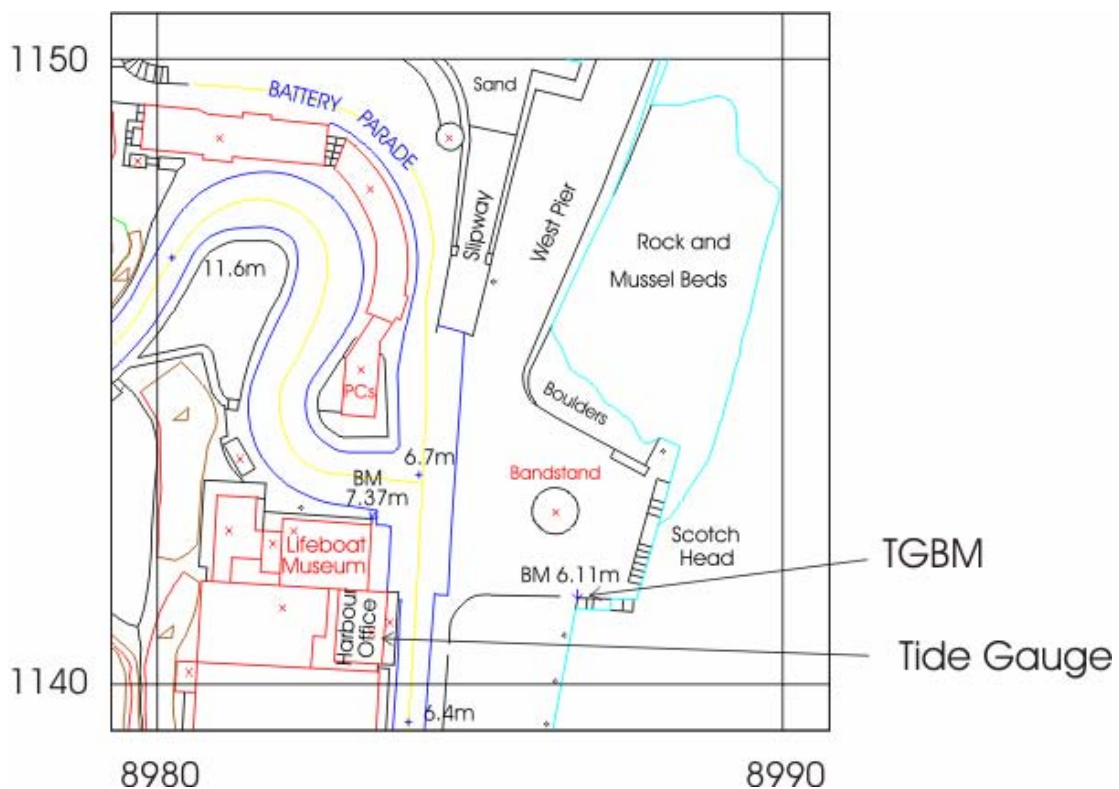 1150
Sand
BATTERY PARADE
Slipway
West Pier
Rock and
Mussel Beds
11.6m
PCs
Boulders
6.7m
BM
7.37m
Bandstand
Lifeboat
Museum
Scotch
Head
TGBM
BM 6.11m
Harbour
Office
Tide Gauge
1140
6.4m
8980
8990